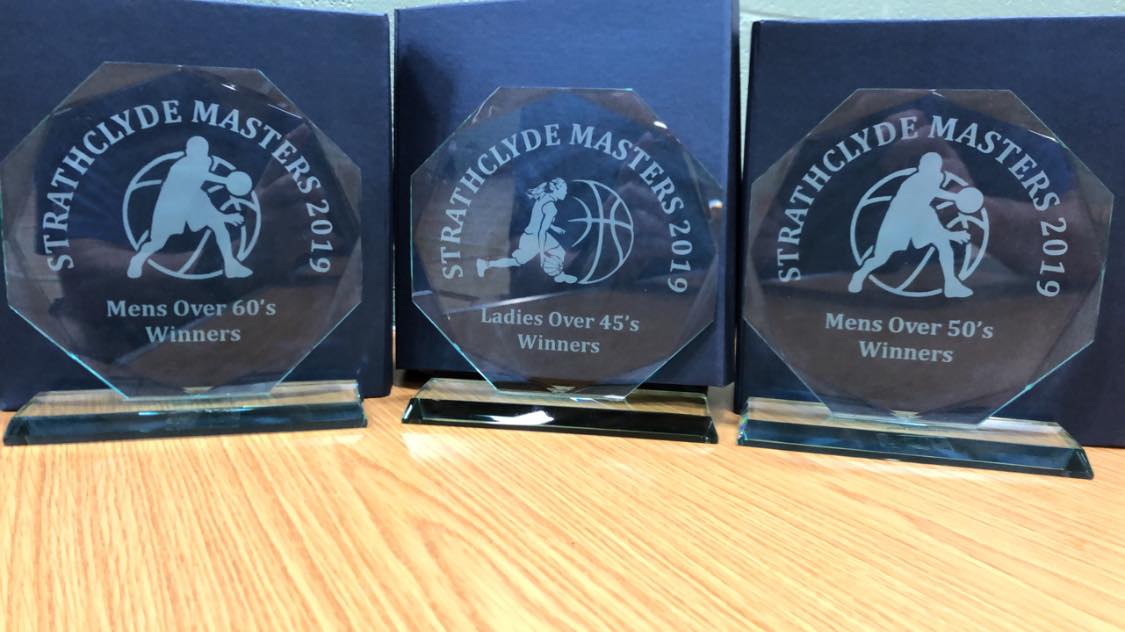 STRATHCLYDE MASTERS 2019
Mens Over 60's
Winners
STRATHCLYDE MASTERS 2019
Ladies Over 45's
Winners
STRATHCLYDE MASTERS 2019
Mens Over 50's
Winners